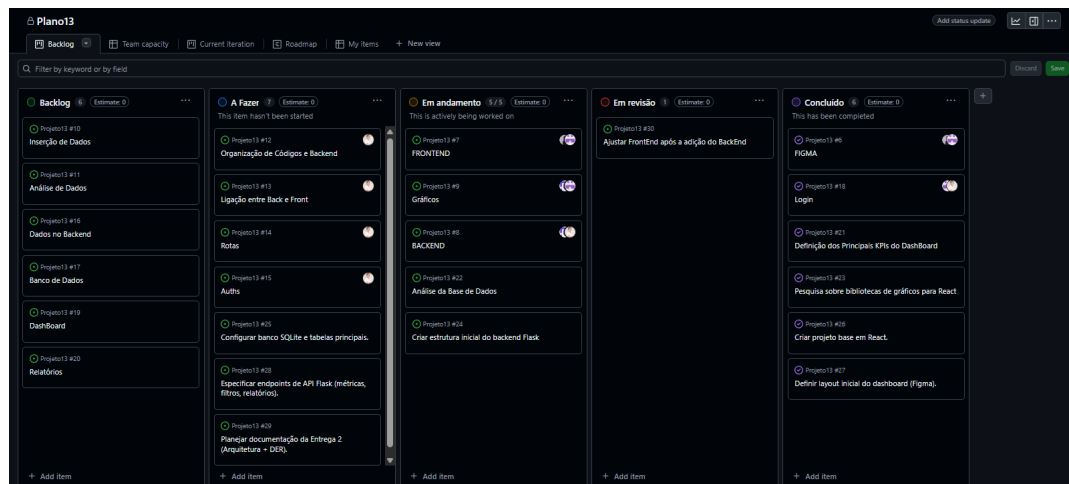 Plano13
Add status update
Backlog
Team capacity
Current iteration
Roadmap
My items
+ New view
Filter by keyword or by field
Discard
Save
Backlog 6 Estimate: 0
Projeto13 #10
Inserção de Dados
Projeto13 #11
Análise de Dados
Projeto13 #16
Dados no Backend
Projeto13 #17
Banco de Dados
Projeto13 #19
DashBoard
Projeto13 #20
Relatórios
+ Add item
A Fazer 7 Estimate: 0
This item hasn't been started
Projeto13 #12
Organização de Códigos e Backend
Projeto13 #13
Ligação entre Back e Front
Projeto13 #14
Rotas
Projeto13 #15
Auths
Projeto13 #25
Configurar banco SQLite e tabelas principais.
Projeto13 #28
Especificar endpoints de API Flask (métricas,
filtros, relatórios).
Projeto13 #29
Planejar documentação da Entrega 2
(Arquitetura + DER).
+ Add item
Em andamento 5 / 5 Estimate: 0
This is actively being worked on
Projeto13 #7
FRONTEND
Projeto13 #9
Gráficos
Projeto13 #8
BACKEND
Projeto13 #22
Análise da Base de Dados
Projeto13 #24
Criar estrutura inicial do backend Flask
+ Add item
Em revisão 1 Estimate: 0
Projeto13 #30
Ajustar FrontEnd após a adição do BackEnd
+ Add item
Concluído 6 Estimate: 0
This has been completed
Projeto13 #6
FIGMA
Projeto13 #18
Login
Projeto13 #21
Definição dos Principais KPIs do DashBoard
Projeto13 #23
Pesquisa sobre bibliotecas de gráficos para React
Projeto13 #26
Criar projeto base em React.
Projeto13 #27
Definir layout inicial do dashboard (Figma).
+ Add item